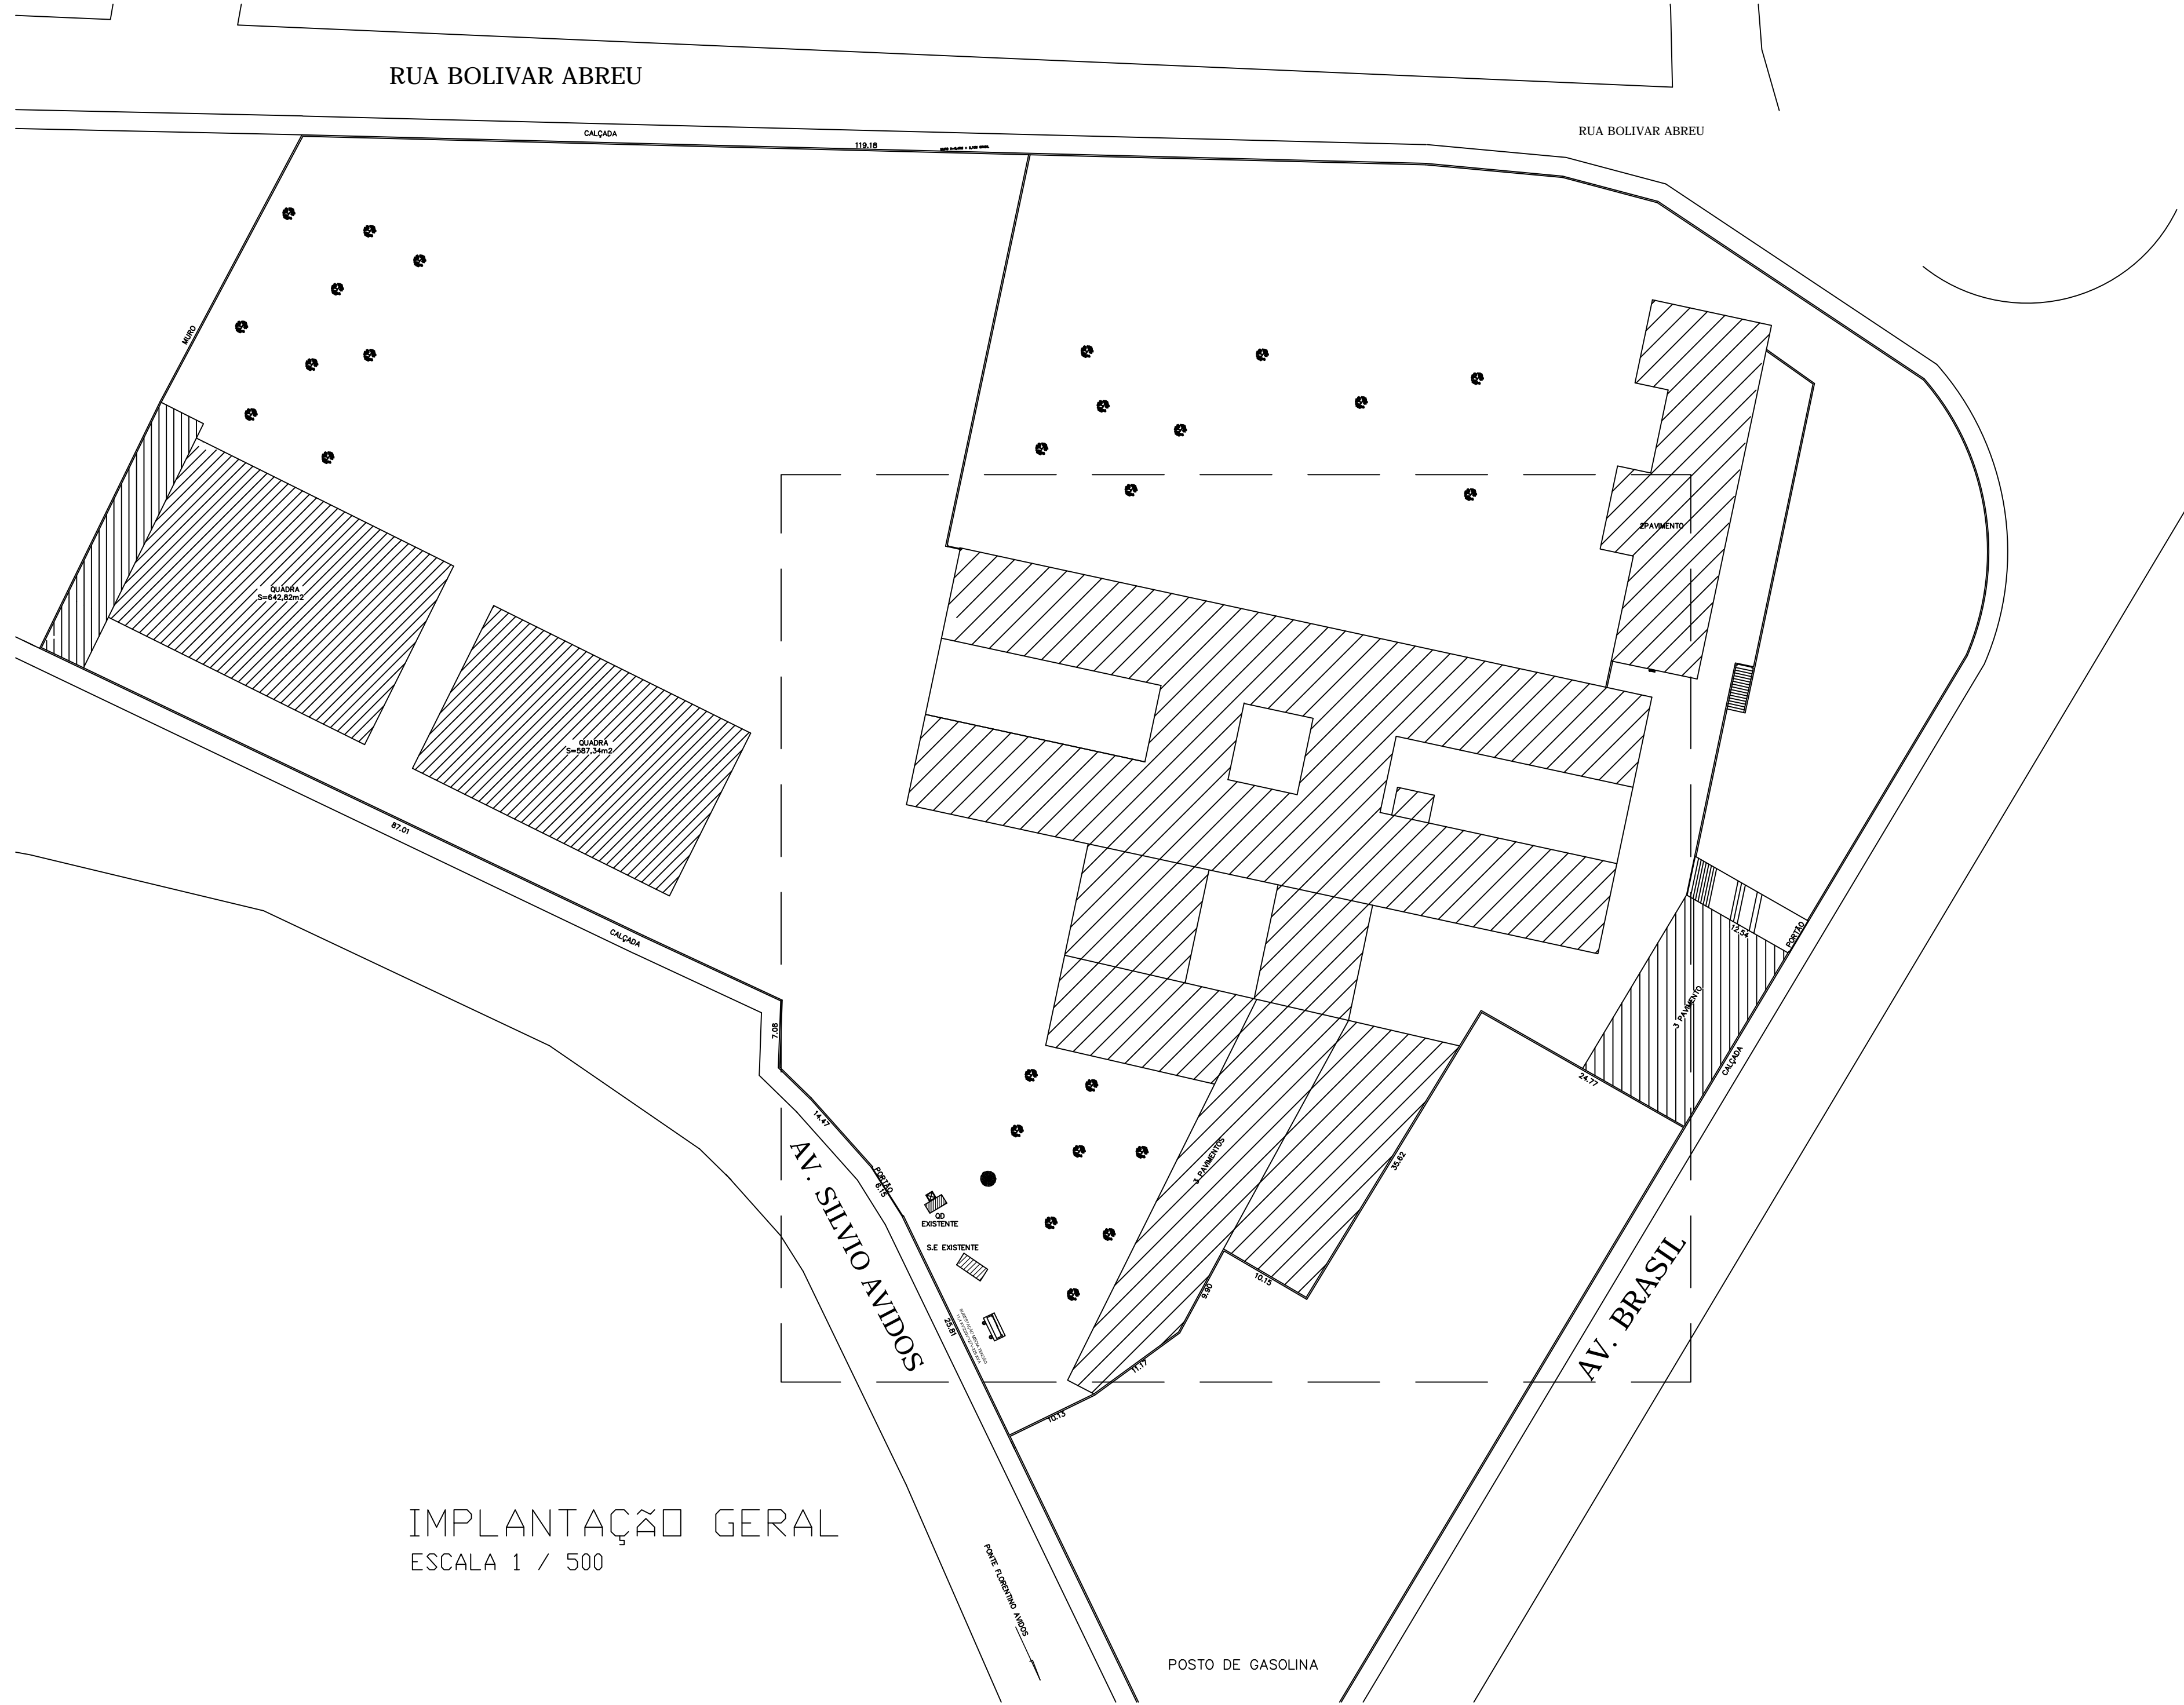 RUA BOLIVAR ABREU
RUA BOLIVAR ABREU
CALÇADA
119.18
MURO
2PAVIMENTO
QUADRA
S=642,82m2
QUADRA
S=587,34m2
87.01
CALÇADA
12.54
PORTÃO
3 PAVIMENTO
CALÇADA
24.77
7.08
14.47
PORTÃO
6.15
AV. SILVIO AVIDOS
QD
EXISTENTE
S.E EXISTENTE
25.81
3 PAVIMENTOS
35.62
10.15
9.90
11.17
10.13
AV. BRASIL
IMPLANTAÇÃO GERAL
ESCALA 1 / 500
PONTE FLORENTINO AVIDOS
POSTO DE GASOLINA